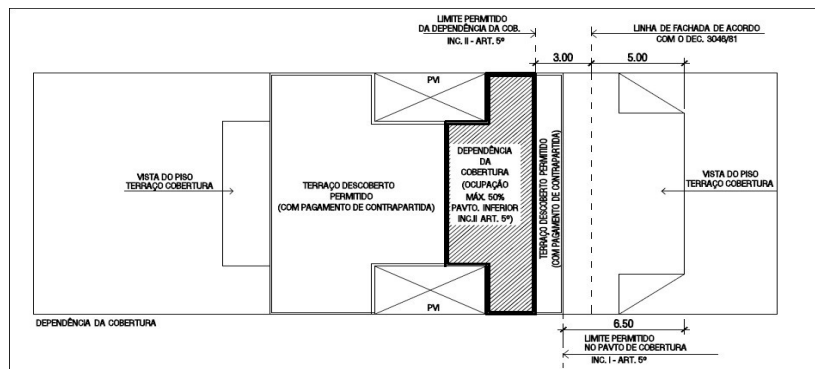 LIMITE PERMITIDO
DA DEPENDÊNCIA DA COB.
INC. II - ART. 5º
LINHA DE FACHADA DE ACORDO
COM O DEC. 3046/81
3.00
5.00
PVI
DEPENDÊNCIA
DA
COBERTURA
(OCUPAÇÃO
MÁX. 50%
PAVTO. INFERIOR
INC.II ART. 5º)
TERRAÇO DESCOBERTO PERMITIDO
(COM PAGAMENTO DE CONTRAPARTIDA)
VISTA DO PISO
TERRAÇO COBERTURA
TERRAÇO DESCOBERTO
PERMITIDO
(COM PAGAMENTO DE CONTRAPARTIDA)
VISTA DO PISO
TERRAÇO COBERTURA
PVI
DEPENDÊNCIA DA COBERTURA
6.50
LIMITE PERMITIDO
NO PAVTO DE COBERTURA
INC. I - ART. 5º